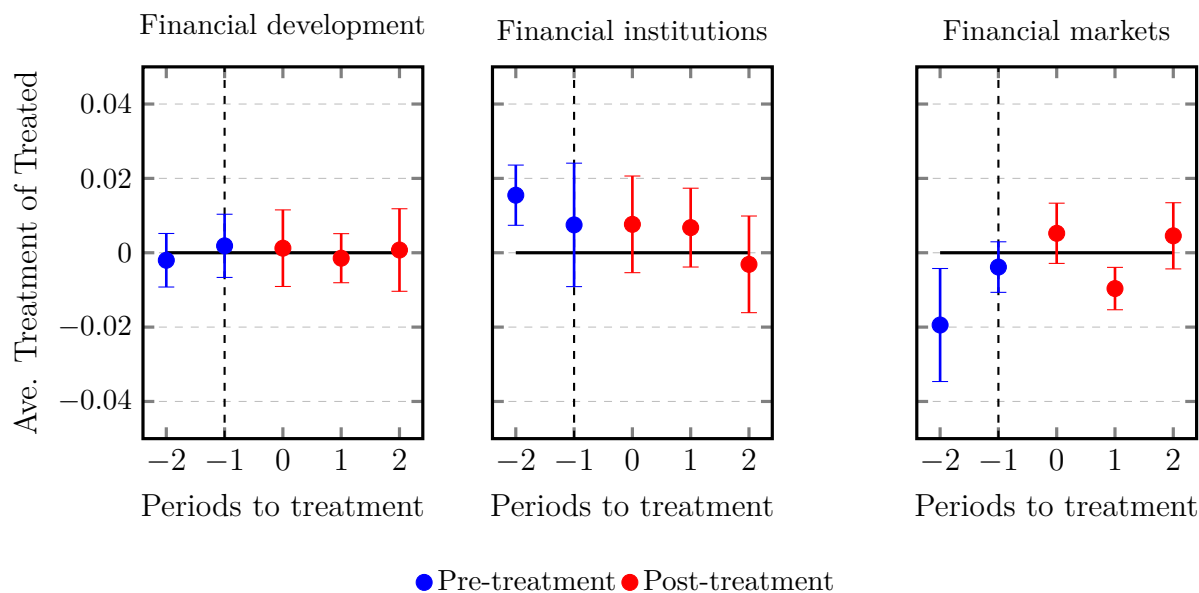 Financial development
Financial institutions
Financial markets
Ave. Treatment of Treated
0.04
0.02
0
−0.02
−0.04
−2 −1 0 1 2
−2 −1 0 1 2
−2 −1 0 1 2
Periods to treatment
Periods to treatment
Periods to treatment
Pre-treatment Post-treatment